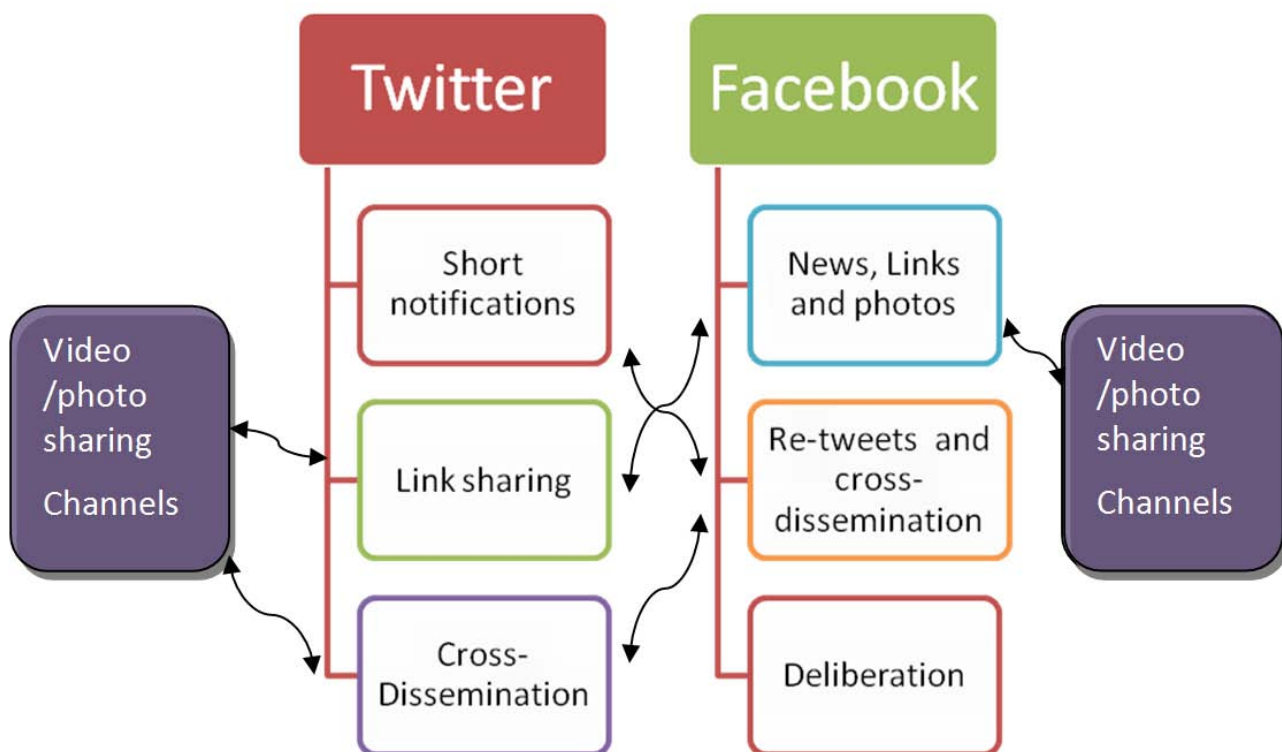 Twitter
Facebook
Short
notifications
News, Links
and photos
Video
/photo
sharing
Channels
Video
/photo
sharing
Channels
Link sharing
Re-tweets and
cross-
dissemination
Cross-
Dissemination
Deliberation